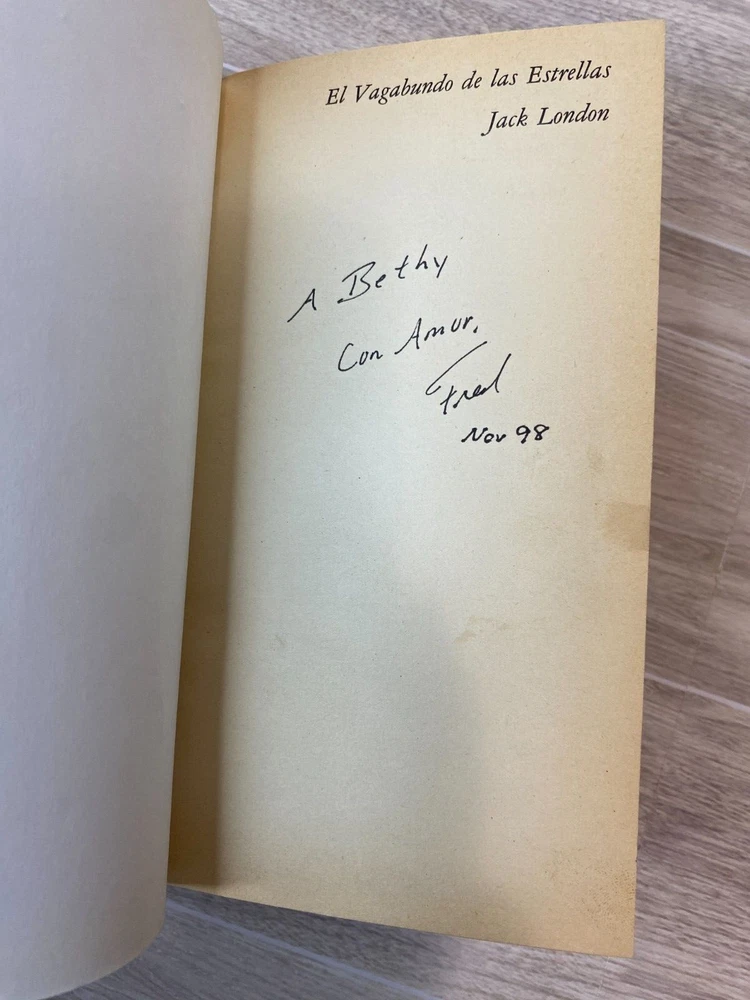 El Vagabundo de las Estrellas
Jack London
A Bethy
Con Amor,
Fred
Nov 98